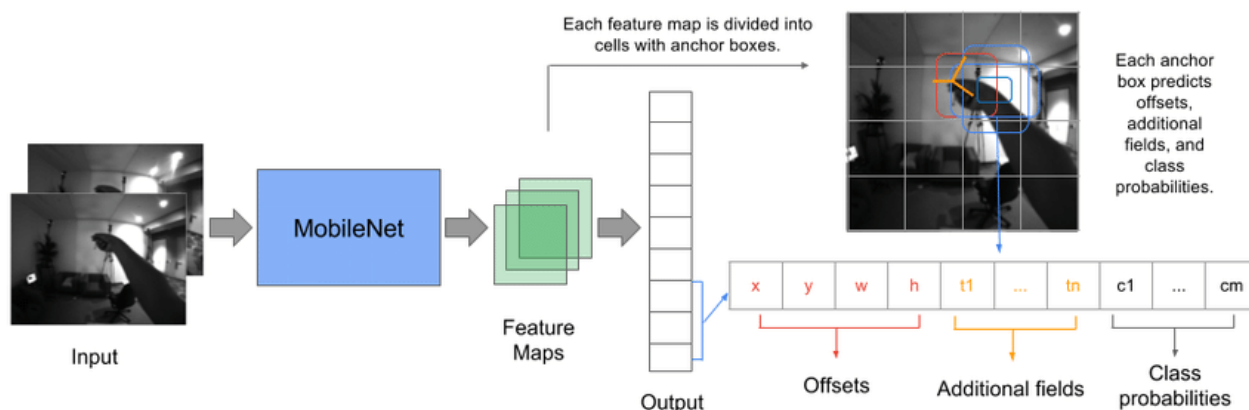 Each feature map is divided into
cells with anchor boxes.
Each anchor
box predicts
offsets,
additional
fields, and
class
probabilities.
MobileNet
Input
Feature
Maps
Output
x y w h t1 ... tn c1 ... cm
Offsets
Additional fields
Class
probabilities